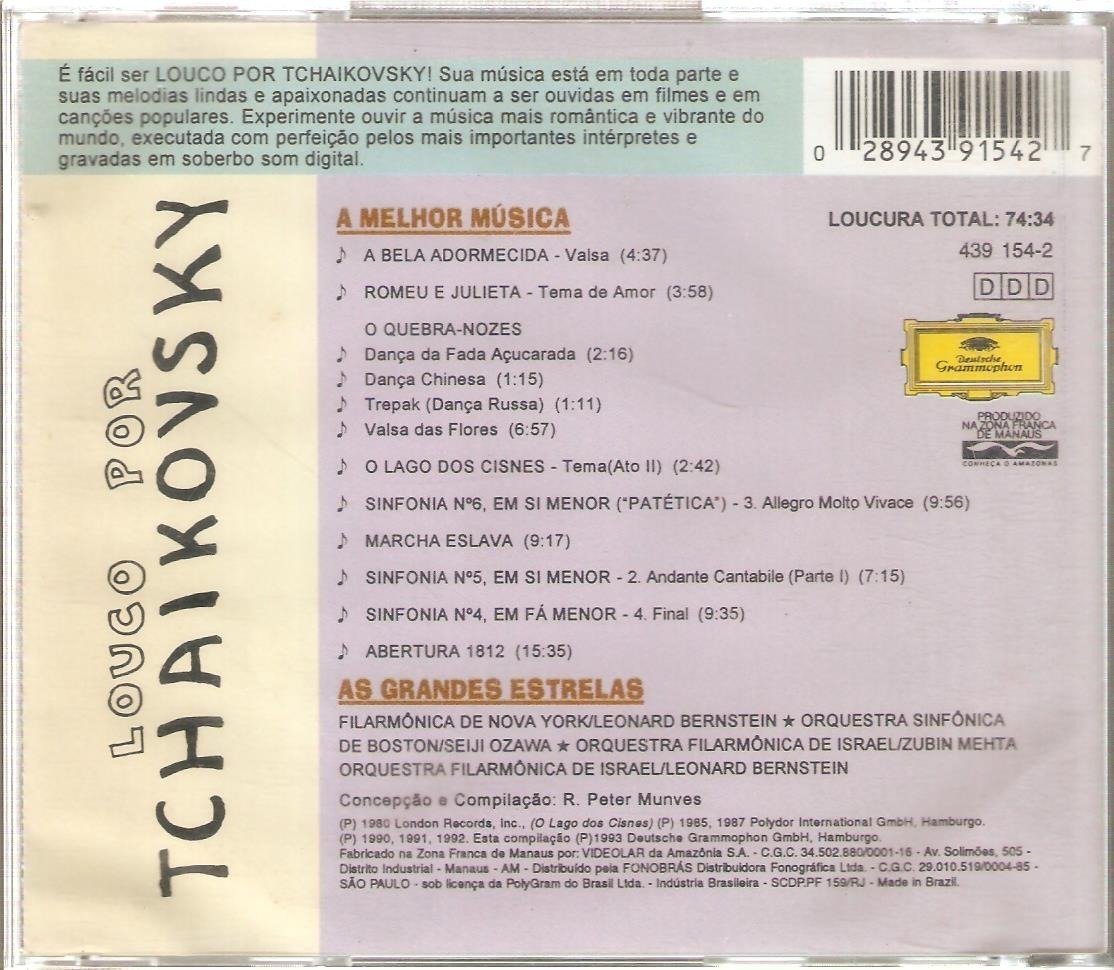 É fácil ser LOUCO POR TCHAIKOVSKY! Sua música está em toda parte e
suas melodias lindas e apaixonadas continuam a ser ouvidas em filmes e em
canções populares. Experimente ouvir a música mais romântica e vibrante do
mundo, executada com perfeição pelos mais importantes intérpretes e
gravadas em soberbo som digital.
0 28943 91542 7
LOUCO POR
TCHAIKOVSKY
A MELHOR MÚSICA
LOUCURA TOTAL: 74:34
439 154-2
DDD
Deutsche
Grammophon
PRODUZIDO
NA ZONA FRANCA
DE MANAUS
CONHEÇA O AMAZONAS
♪ A BELA ADORMECIDA - Valsa (4:37)
♪ ROMEU E JULIETA - Tema de Amor (3:58)
O QUEBRA-NOZES
♪ Dança da Fada Açucarada (2:16)
♪ Dança Chinesa (1:15)
♪ Trepak (Dança Russa) (1:11)
♪ Valsa das Flores (6:57)
♪ O LAGO DOS CISNES - Tema(Ato II) (2:42)
♪ SINFONIA Nº6, EM SI MENOR ("PATÉTICA") - 3. Allegro Molto Vivace (9:56)
♪ MARCHA ESLAVA (9:17)
♪ SINFONIA Nº5, EM SI MENOR - 2. Andante Cantabile (Parte I) (7:15)
♪ SINFONIA Nº4, EM FÁ MENOR - 4. Final (9:35)
♪ ABERTURA 1812 (15:35)
AS GRANDES ESTRELAS
FILARMÔNICA DE NOVA YORK/LEONARD BERNSTEIN ★ ORQUESTRA SINFÔNICA
DE BOSTON/SEIJI OZAWA ★ ORQUESTRA FILARMÔNICA DE ISRAEL/ZUBIN MEHTA
ORQUESTRA FILARMÔNICA DE ISRAEL/LEONARD BERNSTEIN
Concepção e Compilação: R. Peter Munves
(P) 1980 London Records, Inc., (O Lago dos Cisnes) (P) 1985, 1987 Polydor International GmbH, Hamburgo.
(P) 1990, 1991, 1992. Esta compilação (P)1993 Deutsche Grammophon GmbH, Hamburgo.
Fabricado na Zona Franca de Manaus por: VIDEOLAR da Amazônia S.A. - C.G.C. 34.502.880/0001-16 - Av. Solimões, 505 -
Distrito Industrial - Manaus - AM - Distribuído pela FONOBRÁS Distribuidora Fonográfica Ltda. - C.G.C. 29.010.519/0004-85 -
SÃO PAULO - sob licença da PolyGram do Brasil Ltda. - Indústria Brasileira - SCDP.PF 159/RJ - Made in Brazil.